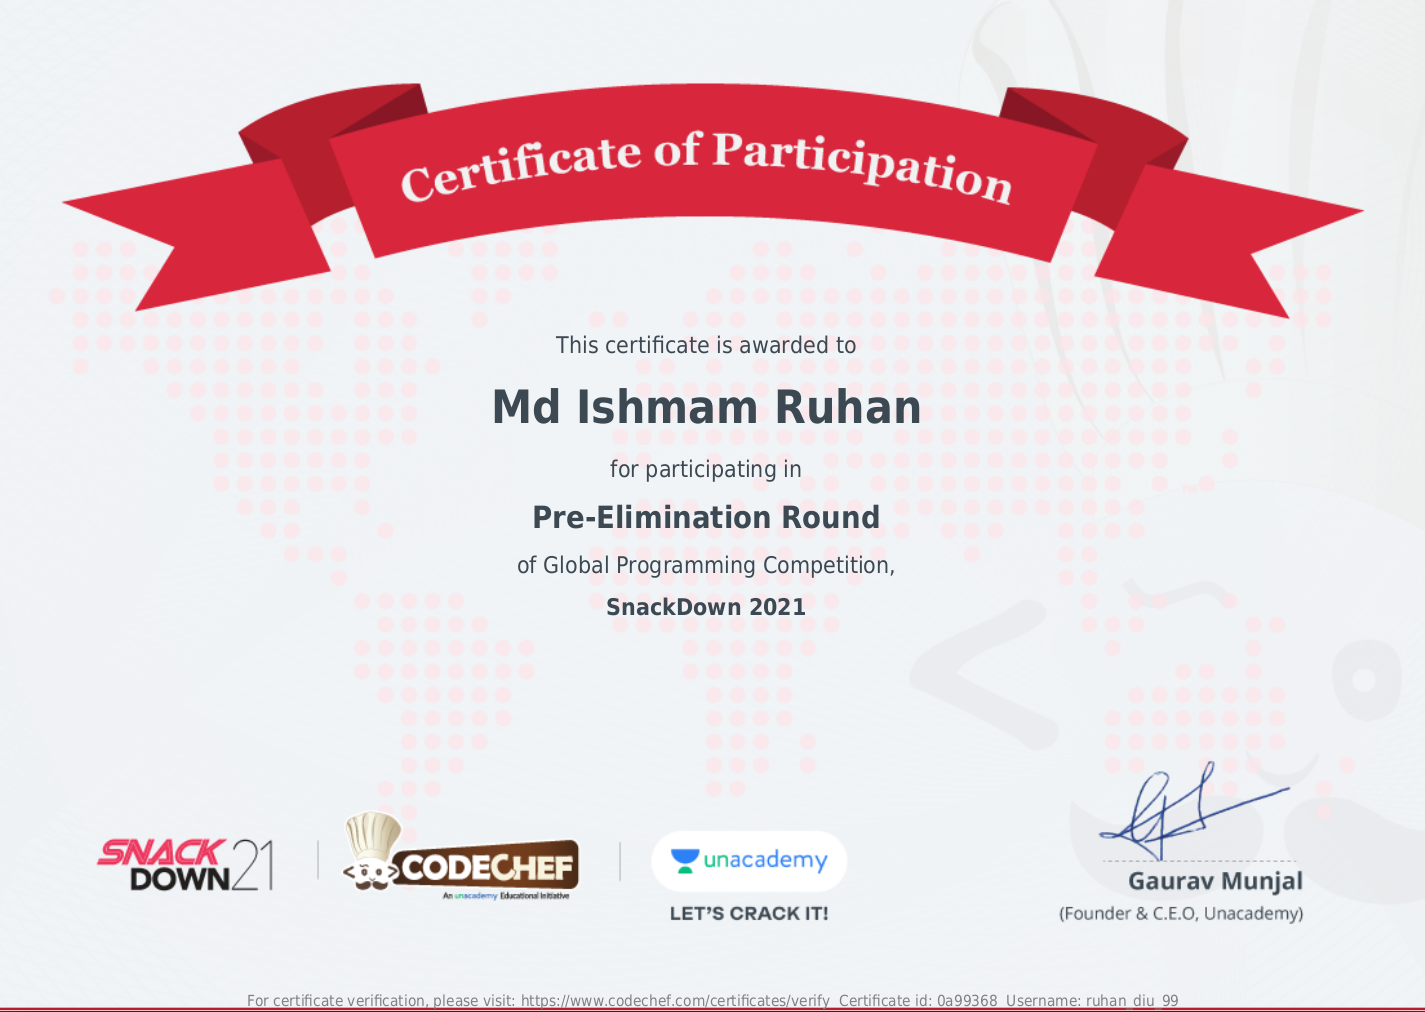 Certificate of Participation
This certificate is awarded to
Md Ishmam Ruhan
for participating in
Pre-Elimination Round
of Global Programming Competition,
SnackDown 2021
SNACK
DOWN21
CODECHEF
An unacademy Educational Initiative
unacademy
LET'S CRACK IT!
Gaurav Munjal
(Founder & C.E.O, Unacademy)
For certificate verification, please visit: https://www.codechef.com/certificates/verify Certificate id: 0a99368 Username: ruhan_diu_99